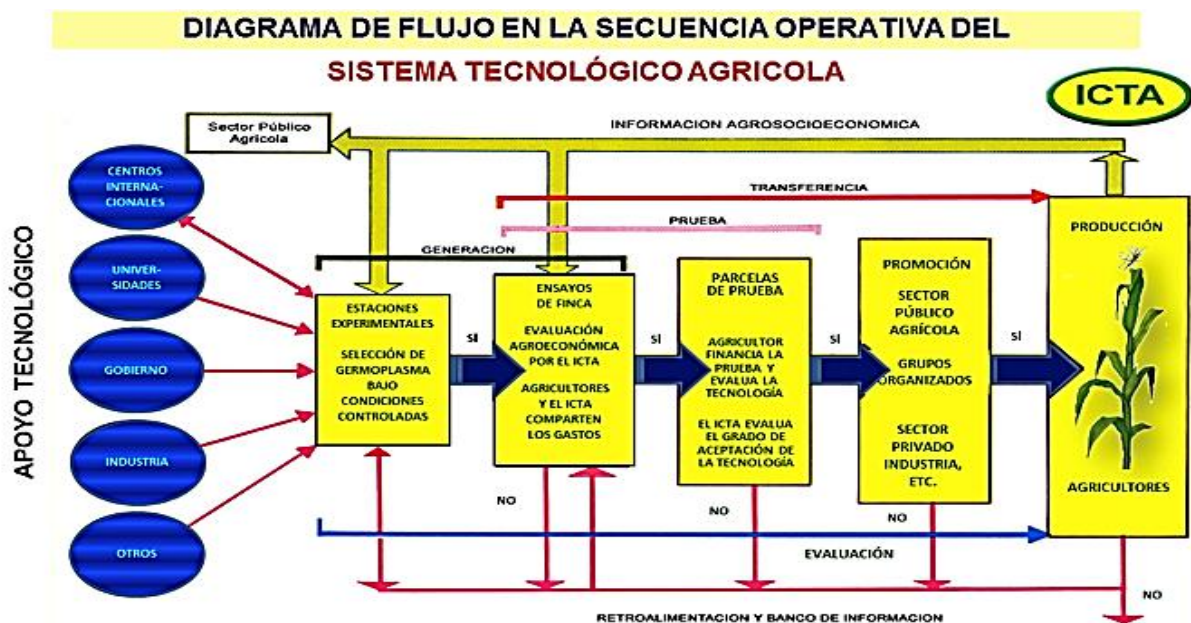 DIAGRAMA DE FLUJO EN LA SECUENCIA OPERATIVA DEL
SISTEMA TECNOLÓGICO AGRICOLA
ICTA
Sector Público
Agrícola
INFORMACION AGROSOCIOECONOMICA
APOYO TECNOLÓGICO
CENTROS
INTERNA-
CIONALES
UNIVER-
SIDADES
GOBIERNO
INDUSTRIA
OTROS
TRANSFERENCIA
PRUEBA
GENERACION
ESTACIONES
EXPERIMENTALES
SELECCIÓN DE
GERMOPLASMA
BAJO
CONDICIONES
CONTROLADAS
SI
ENSAYOS
DE FINCA
EVALUACIÓN
AGROECONÓMICA
POR EL ICTA
AGRICULTORES
Y EL ICTA
COMPARTEN
LOS GASTOS
SI
PARCELAS
DE PRUEBA
AGRICULTOR
FINANCIA LA
PRUEBA Y
EVALUA LA
TECNOLOGÍA
EL ICTA EVALUA
EL GRADO DE
ACEPTACIÓN DE
LA TECNOLOGÍA
SI
PROMOCIÓN
SECTOR
PÚBLICO
AGRÍCOLA
GRUPOS
ORGANIZADOS
SECTOR
PRIVADO
INDUSTRIA,
ETC.
SI
PRODUCCIÓN
AGRICULTORES
NO
NO
NO
NO
EVALUACIÓN
RETROALIMENTACION Y BANCO DE INFORMACION